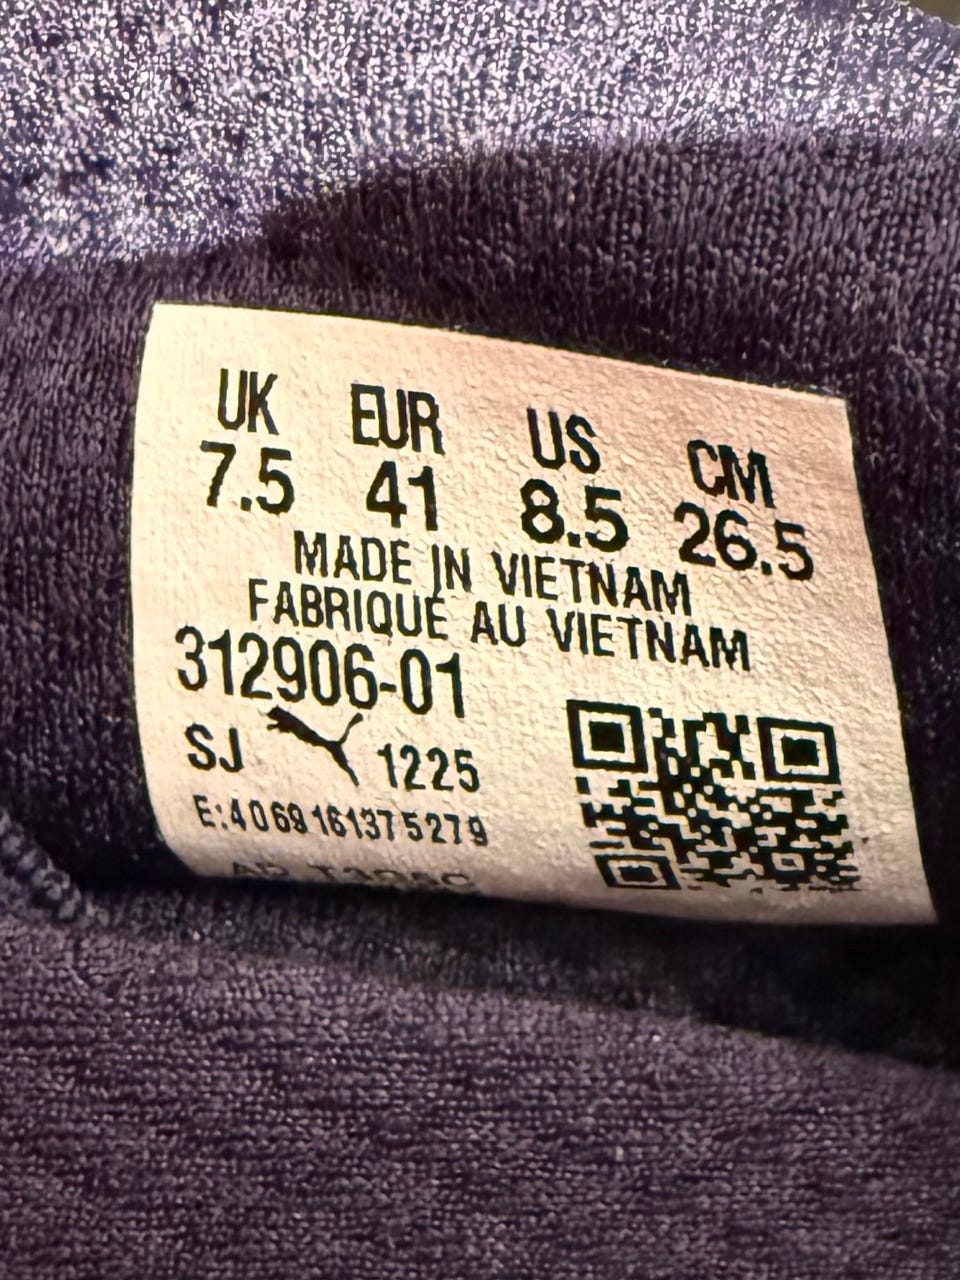 UK EUR US CM
7.5 41 8.5 26.5
MADE IN VIETNAM
FABRIQUÉ AU VIETNAM
312906-01
SJ 1225
E:4069161375279